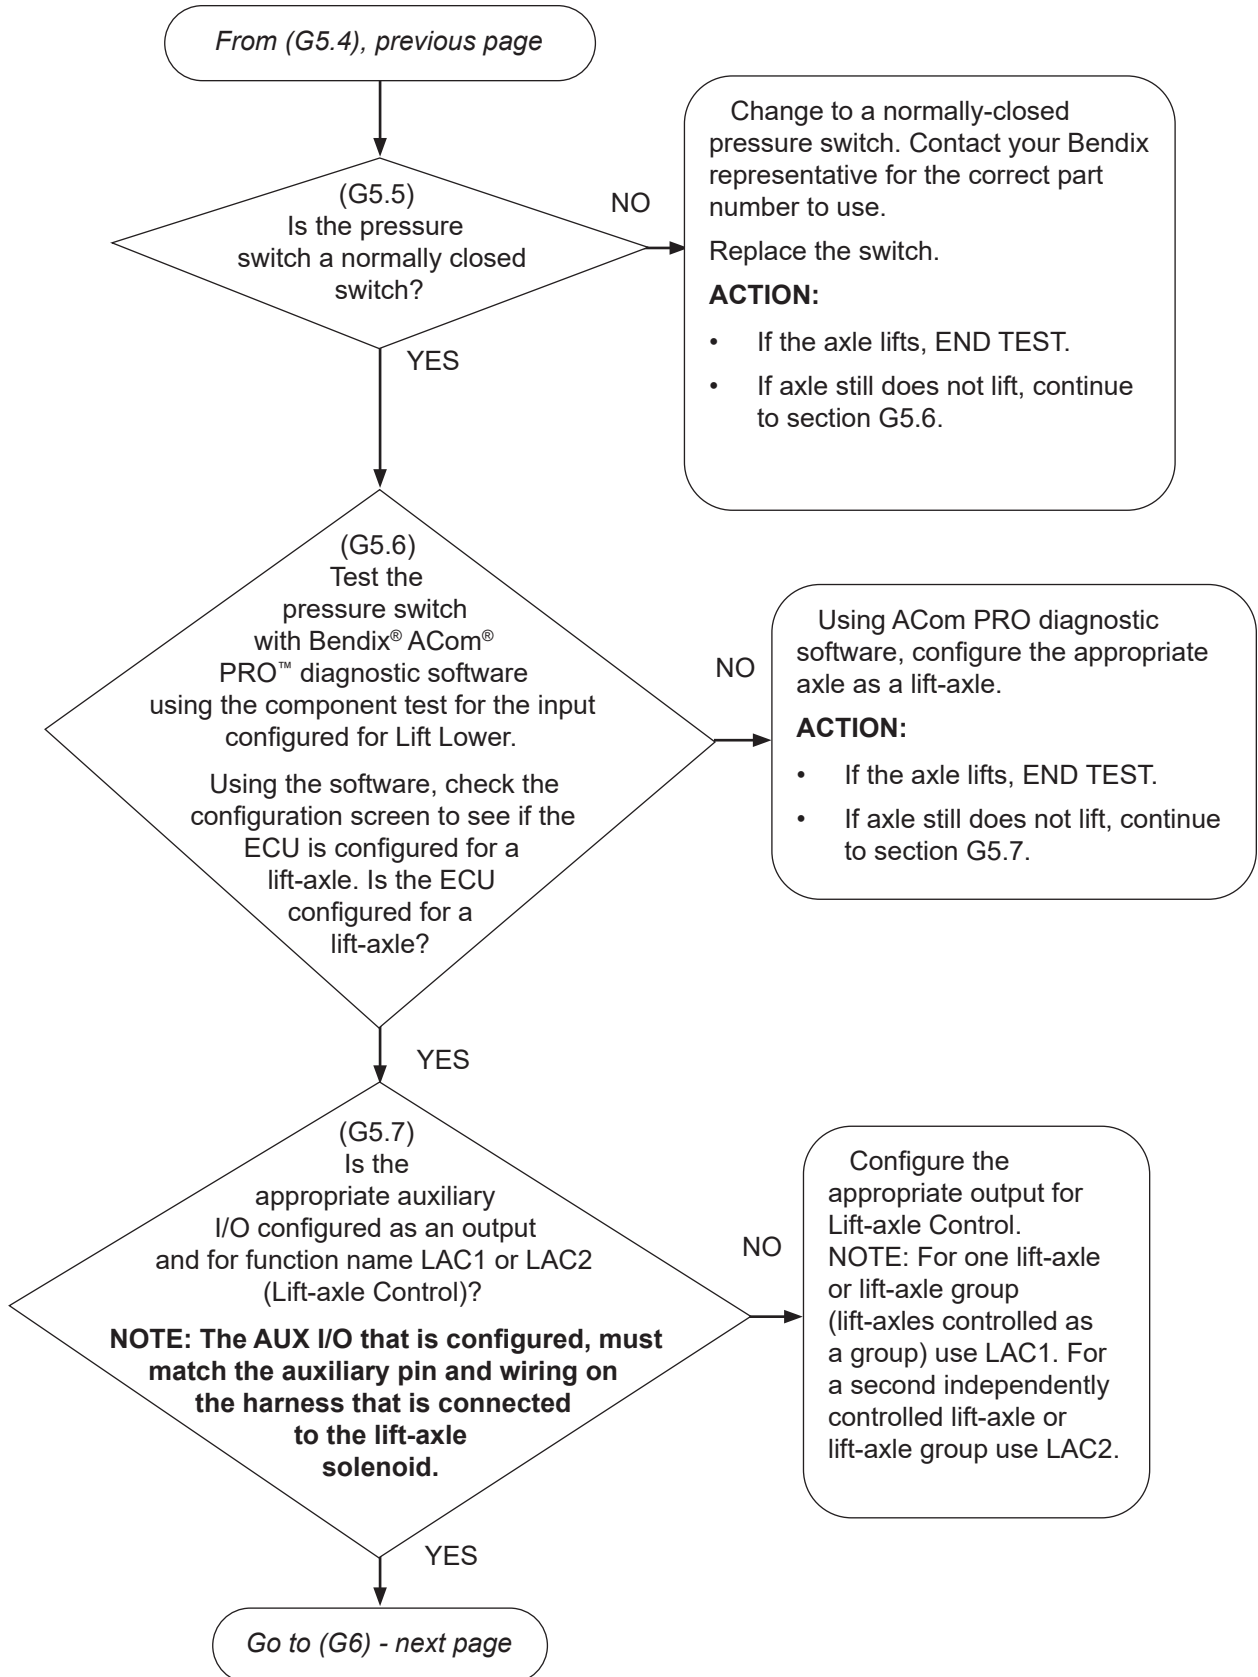 From (G5.4), previous page
(G5.5)
Is the pressure
switch a normally closed
switch?
NO
Change to a normally-closed
pressure switch. Contact your Bendix
representative for the correct part
number to use.
Replace the switch.
ACTION:
• If the axle lifts, END TEST.
• If axle still does not lift, continue
to section G5.6.
YES
(G5.6)
Test the
pressure switch
with Bendix® ACom®
PRO™ diagnostic software
using the component test for the input
configured for Lift Lower.
Using the software, check the
configuration screen to see if the
ECU is configured for a
lift-axle. Is the ECU
configured for a
lift-axle?
NO
Using ACom PRO diagnostic
software, configure the appropriate
axle as a lift-axle.
ACTION:
• If the axle lifts, END TEST.
• If axle still does not lift, continue
to section G5.7.
YES
(G5.7)
Is the
appropriate auxiliary
I/O configured as an output
and for function name LAC1 or LAC2
(Lift-axle Control)?
NOTE: The AUX I/O that is configured, must
match the auxiliary pin and wiring on
the harness that is connected
to the lift-axle
solenoid.
NO
Configure the
appropriate output for
Lift-axle Control.
NOTE: For one lift-axle
or lift-axle group
(lift-axles controlled as
a group) use LAC1. For
a second independently
controlled lift-axle or
lift-axle group use LAC2.
YES
Go to (G6) - next page